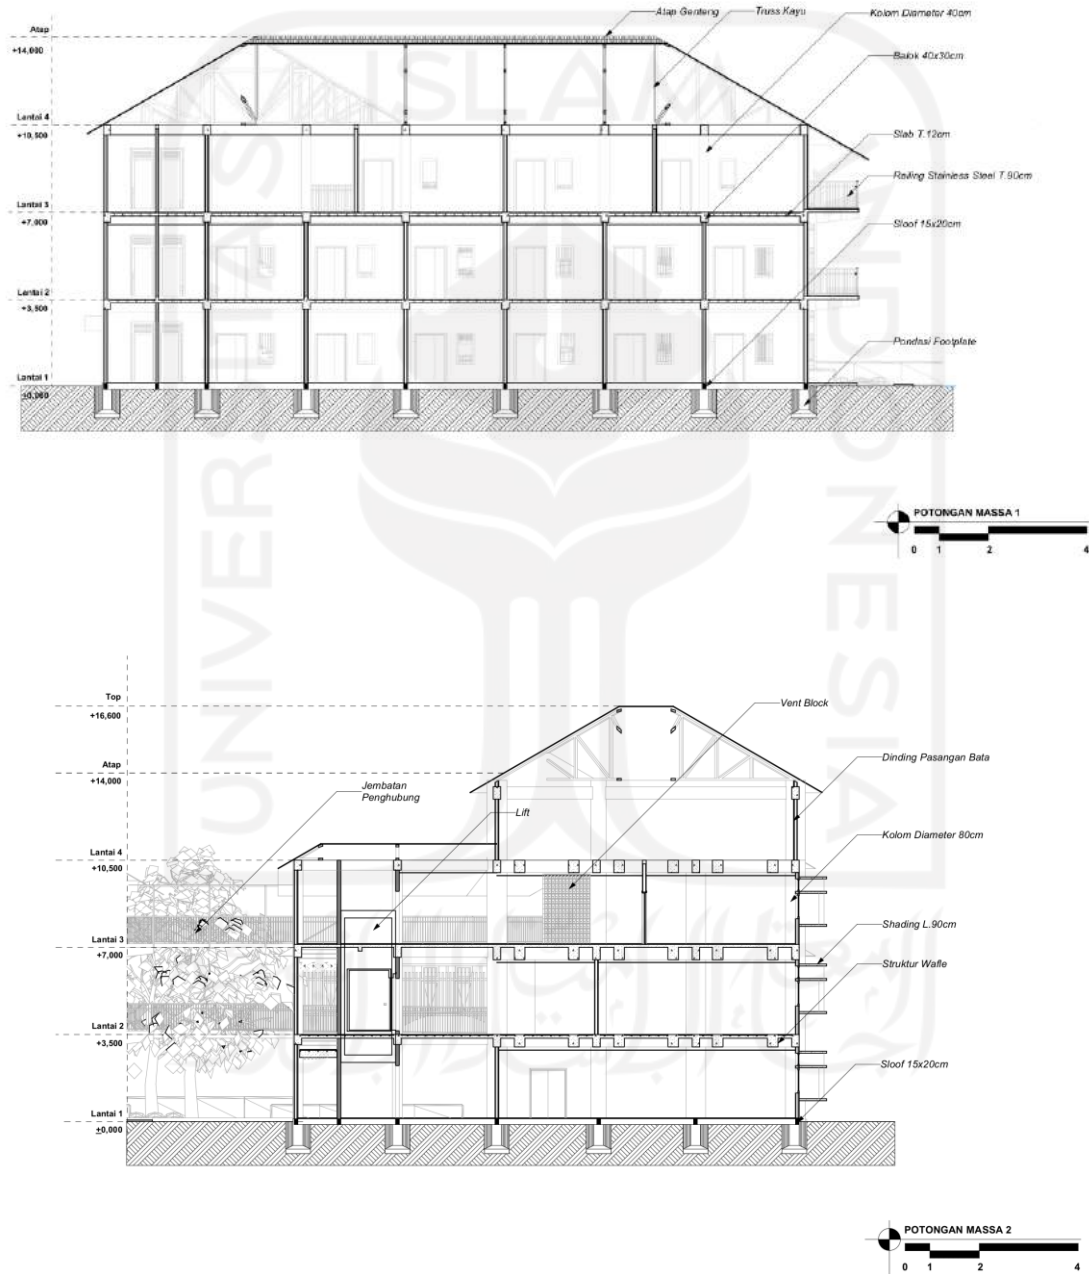 Atap Genteng
Truss Kayu
Kolom Diameter 40cm
Atap
+14,000
Balok 40x30cm
Lantai 4
+10,500
Slab T.12cm
Railing Stainless Steel T.90cm
Lantai 3
+7,000
Sloof 15x20cm
Lantai 2
+3,500
Pondasi Footplate
Lantai 1
±0,000
UNIVERSITAS
ISLAM
INDONESIA
POTONGAN MASSA 1
0 1 2 4
Top
+16,600
Vent Block
Atap
+14,000
Dinding Pasangan Bata
Jembatan
Penghubung
Lift
Kolom Diameter 80cm
Lantai 4
+10,500
Shading L.90cm
Lantai 3
+7,000
Struktur Wafle
Lantai 2
+3,500
Sloof 15x20cm
Lantai 1
±0,000
POTONGAN MASSA 2
0 1 2 4